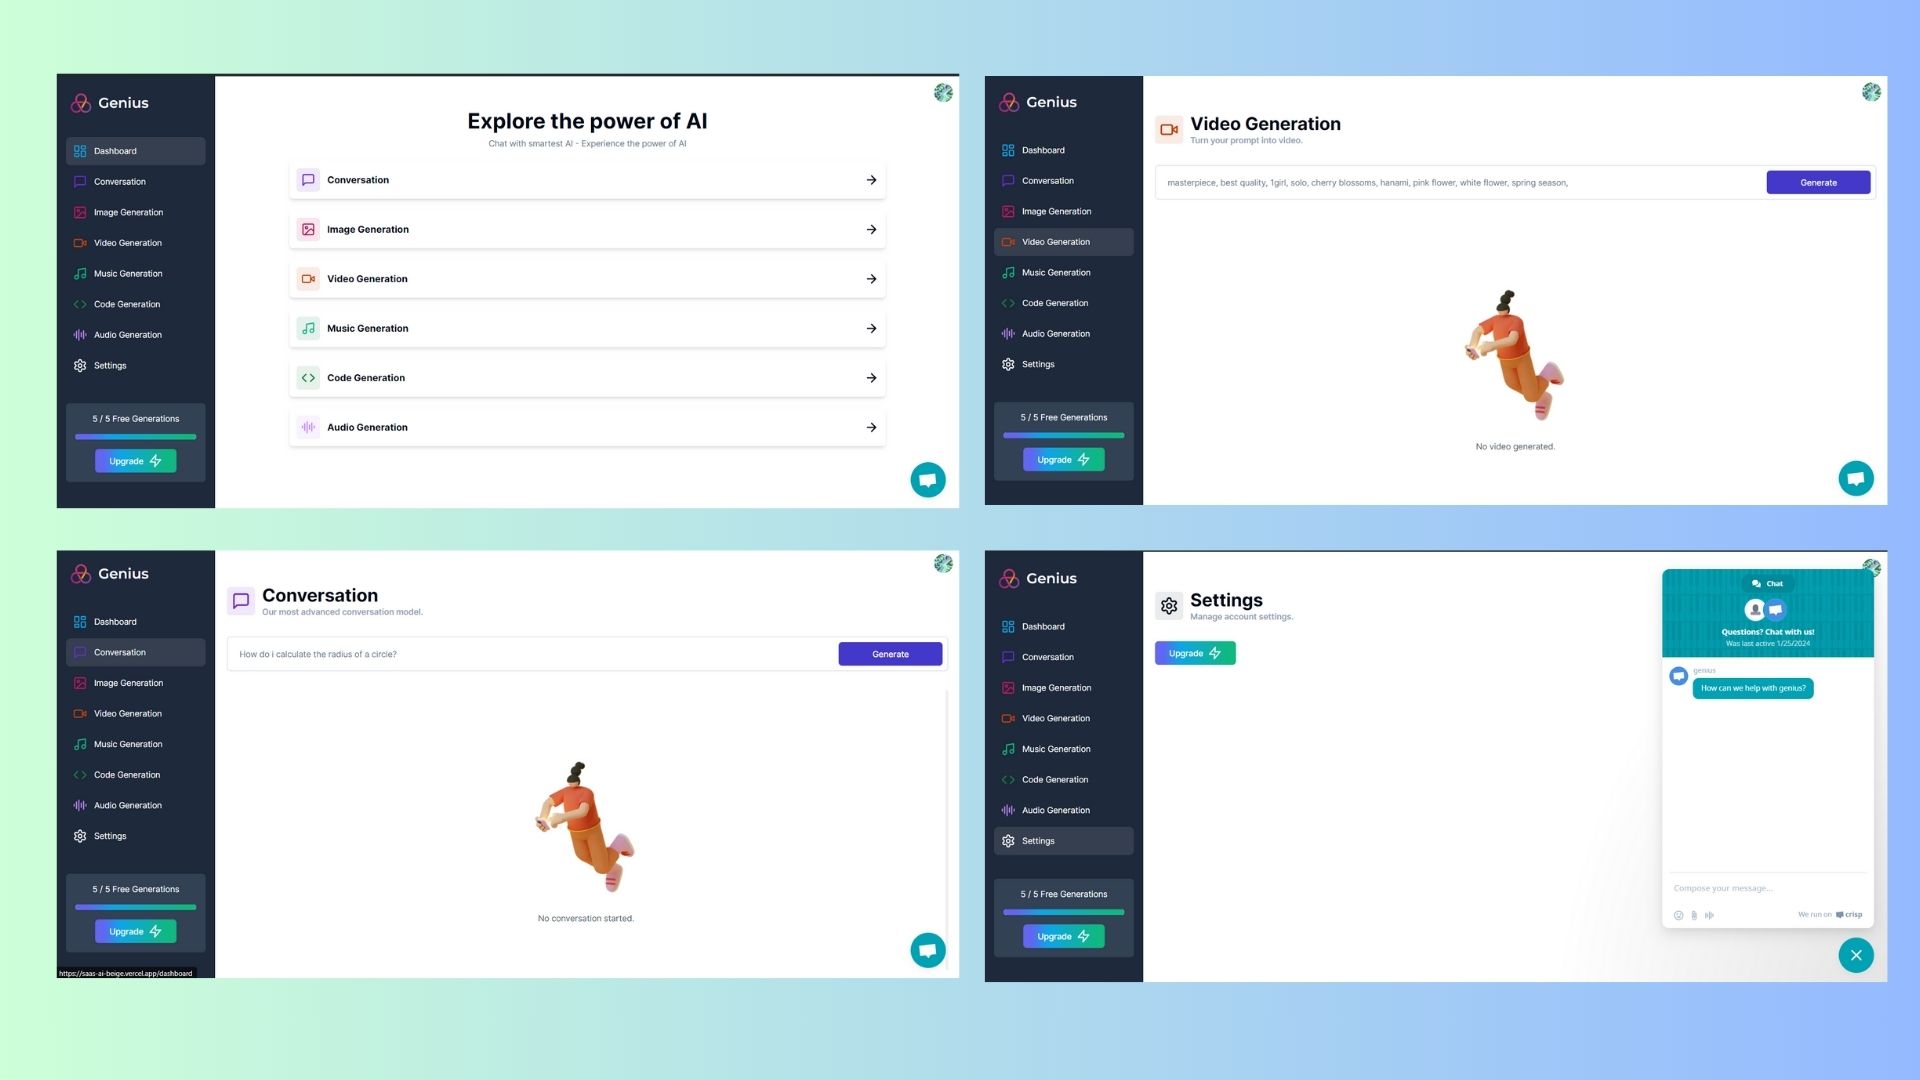 Genius
Dashboard
Conversation
Image Generation
Video Generation
Music Generation
Code Generation
Audio Generation
Settings
5 / 5 Free Generations
Upgrade
Explore the power of AI
Chat with smartest AI - Experience the power of AI
Conversation
Image Generation
Video Generation
Music Generation
Code Generation
Audio Generation
Genius
Dashboard
Conversation
Image Generation
Video Generation
Music Generation
Code Generation
Audio Generation
Settings
5 / 5 Free Generations
Upgrade
Video Generation
Turn your prompt into video.
masterpiece, best quality, 1girl, solo, cherry blossoms, hanami, pink flower, white flower, spring season,
Generate
No video generated.
Genius
Dashboard
Conversation
Image Generation
Video Generation
Music Generation
Code Generation
Audio Generation
Settings
5 / 5 Free Generations
Upgrade
https://saas-ai-beige.vercel.app/dashboard
Conversation
Our most advanced conversation model.
How do i calculate the radius of a circle?
Generate
No conversation started.
Genius
Dashboard
Conversation
Image Generation
Video Generation
Music Generation
Code Generation
Audio Generation
Settings
5 / 5 Free Generations
Upgrade
Settings
Manage account settings.
Upgrade
Chat
Questions? Chat with us!
Was last active 1/25/2024
genius
How can we help with genius?
Compose your message...
We run on crisp